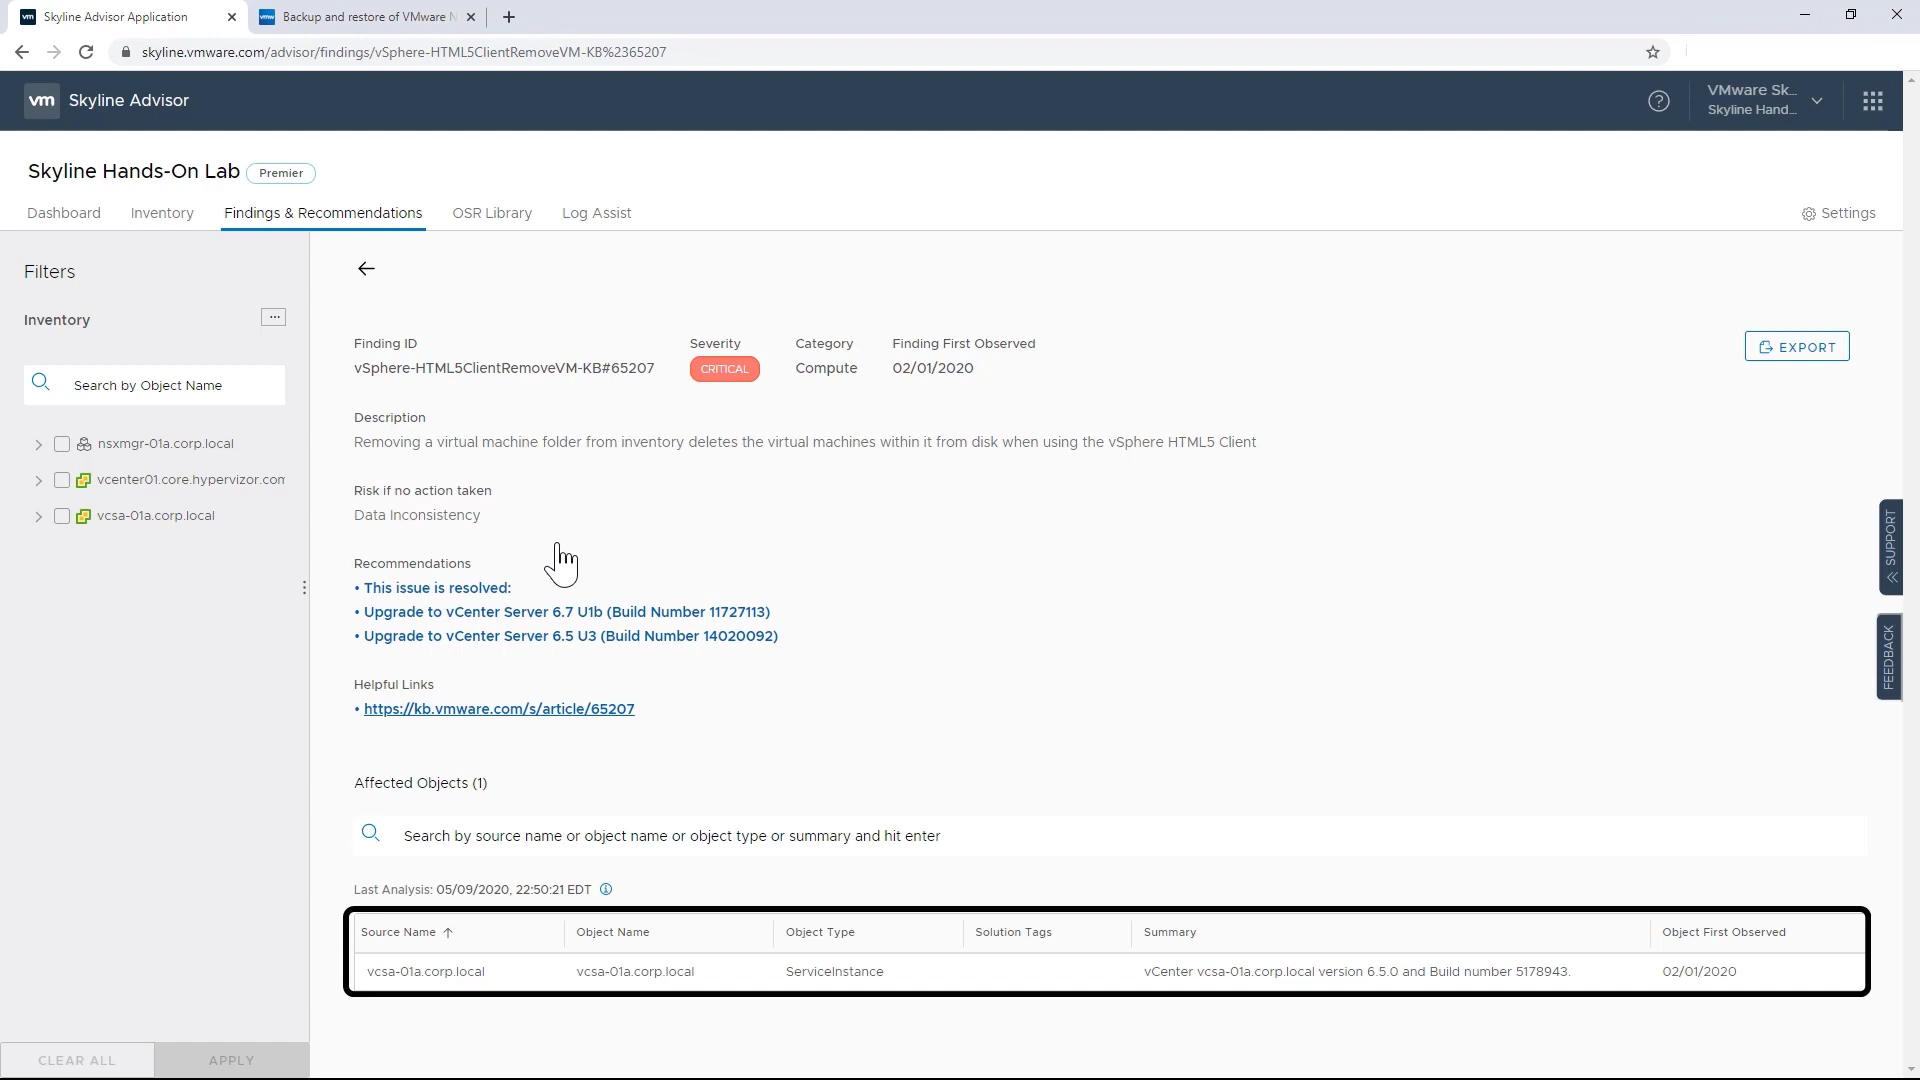 vm Skyline Advisor Application
vmw Backup and restore of VMware N
skyline.vmware.com/advisor/findings/vSphere-HTML5ClientRemoveVM-KB%2365207
vm Skyline Advisor
VMware Sk...
Skyline Hand...
Skyline Hands-On Lab Premier
Dashboard Inventory Findings & Recommendations OSR Library Log Assist Settings
Filters
Inventory ...
Search by Object Name
nsxmgr-01a.corp.local
vcenter01.core.hypervizor.com
vcsa-01a.corp.local
CLEAR ALL APPLY
Finding ID Severity Category Finding First Observed
vSphere-HTML5ClientRemoveVM-KB#65207 CRITICAL Compute 02/01/2020
EXPORT
Description
Removing a virtual machine folder from inventory deletes the virtual machines within it from disk when using the vSphere HTML5 Client
Risk if no action taken
Data Inconsistency
Recommendations
• This issue is resolved:
• Upgrade to vCenter Server 6.7 U1b (Build Number 11727113)
• Upgrade to vCenter Server 6.5 U3 (Build Number 14020092)
Helpful Links
• https://kb.vmware.com/s/article/65207
Affected Objects (1)
Search by source name or object name or object type or summary and hit enter
Last Analysis: 05/09/2020, 22:50:21 EDT
Source Name Object Name Object Type Solution Tags Summary Object First Observed
vcsa-01a.corp.local vcsa-01a.corp.local ServiceInstance vCenter vcsa-01a.corp.local version 6.5.0 and Build number 5178943. 02/01/2020
SUPPORT
FEEDBACK